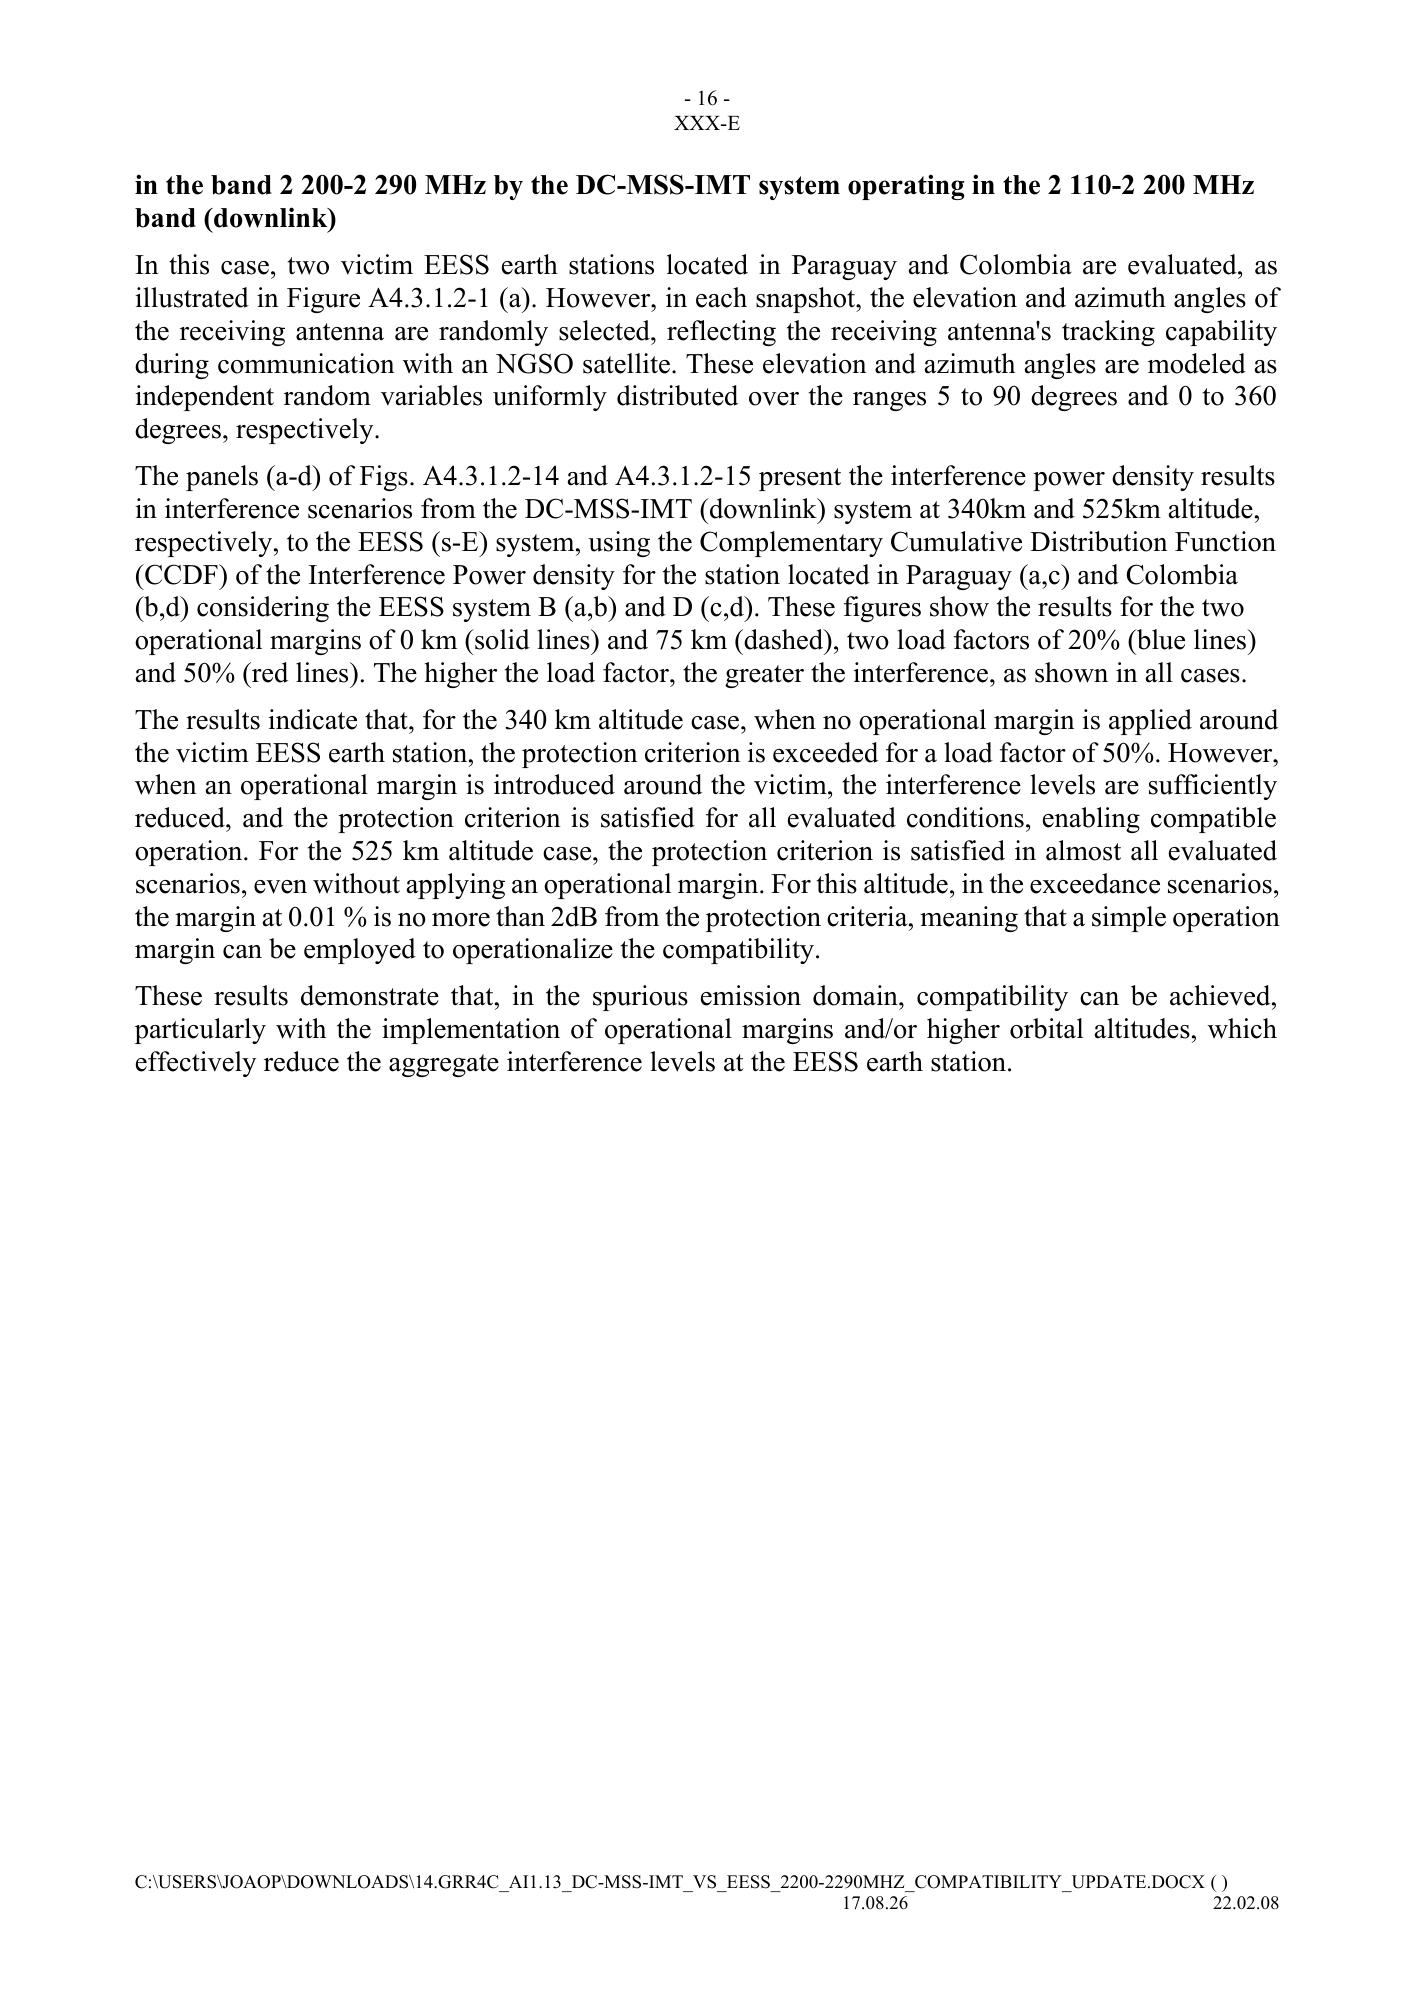 - 16 -
XXX-E
in the band 2 200-2 290 MHz by the DC-MSS-IMT system operating in the 2 110-2 200 MHz
band (downlink)
In this case, two victim EESS earth stations located in Paraguay and Colombia are evaluated, as
illustrated in Figure A4.3.1.2-1 (a). However, in each snapshot, the elevation and azimuth angles of
the receiving antenna are randomly selected, reflecting the receiving antenna's tracking capability
during communication with an NGSO satellite. These elevation and azimuth angles are modeled as
independent random variables uniformly distributed over the ranges 5 to 90 degrees and 0 to 360
degrees, respectively.
The panels (a-d) of Figs. A4.3.1.2-14 and A4.3.1.2-15 present the interference power density results
in interference scenarios from the DC-MSS-IMT (downlink) system at 340km and 525km altitude,
respectively, to the EESS (s-E) system, using the Complementary Cumulative Distribution Function
(CCDF) of the Interference Power density for the station located in Paraguay (a,c) and Colombia
(b,d) considering the EESS system B (a,b) and D (c,d). These figures show the results for the two
operational margins of 0 km (solid lines) and 75 km (dashed), two load factors of 20% (blue lines)
and 50% (red lines). The higher the load factor, the greater the interference, as shown in all cases.
The results indicate that, for the 340 km altitude case, when no operational margin is applied around
the victim EESS earth station, the protection criterion is exceeded for a load factor of 50%. However,
when an operational margin is introduced around the victim, the interference levels are sufficiently
reduced, and the protection criterion is satisfied for all evaluated conditions, enabling compatible
operation. For the 525 km altitude case, the protection criterion is satisfied in almost all evaluated
scenarios, even without applying an operational margin. For this altitude, in the exceedance scenarios,
the margin at 0.01 % is no more than 2dB from the protection criteria, meaning that a simple operation
margin can be employed to operationalize the compatibility.
These results demonstrate that, in the spurious emission domain, compatibility can be achieved,
particularly with the implementation of operational margins and/or higher orbital altitudes, which
effectively reduce the aggregate interference levels at the EESS earth station.
C:\USERS\JOAOP\DOWNLOADS\14.GRR4C_AI1.13_DC-MSS-IMT_VS_EESS_2200-2290MHZ_COMPATIBILITY_UPDATE.DOCX ( )
17.08.26 22.02.08